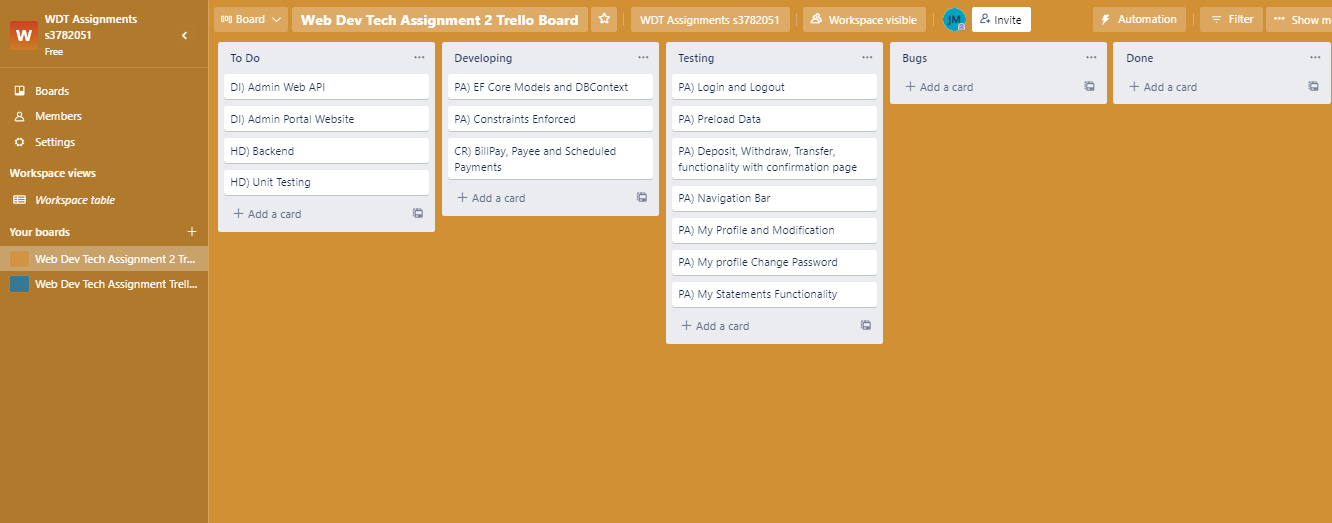 WDT Assignments
s3782051
Free
W
Boards
Members
Settings
Workspace views
Workspace table
Your boards
Web Dev Tech Assignment 2 Tr...
Web Dev Tech Assignment Trell...
Board
Web Dev Tech Assignment 2 Trello Board
WDT Assignments s3782051
Workspace visible
JM
Invite
Automation
Filter
Show me
To Do
DI) Admin Web API
DI) Admin Portal Website
HD) Backend
HD) Unit Testing
Add a card
Developing
PA) EF Core Models and DBContext
PA) Constraints Enforced
CR) BillPay, Payee and Scheduled
Payments
Add a card
Testing
PA) Login and Logout
PA) Preload Data
PA) Deposit, Withdraw, Transfer,
functionality with confirmation page
PA) Navigation Bar
PA) My Profile and Modification
PA) My profile Change Password
PA) My Statements Functionality
Add a card
Bugs
Add a card
Done
Add a card